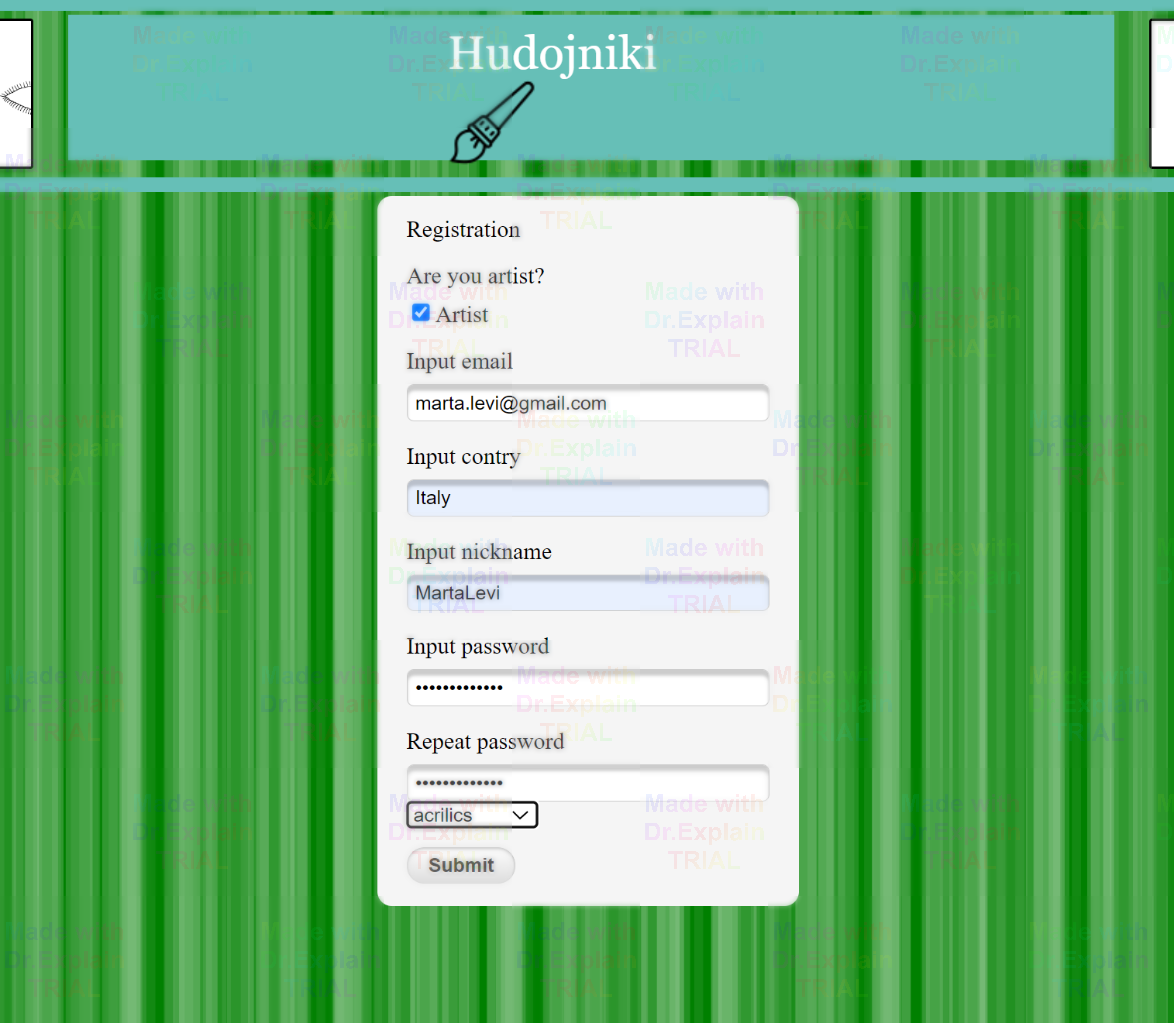 Hudojniki
Registration
Are you artist?
Artist
Input email
marta.levi@gmail.com
Input contry
Italy
Input nickname
MartaLevi
Input password
•••••••••••••
Repeat password
•••••••••••••
acrilics
Submit
Made with
Dr.Explain
TRIAL